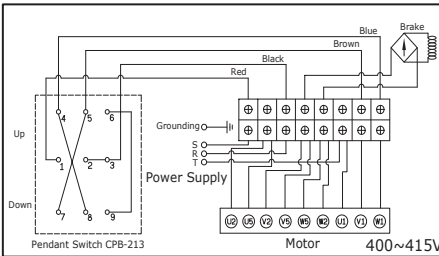 Blue
Brake
Brown
Black
Red
4 5 6
Up
Grounding
S
R
T
1 2 3
Power Supply
Down
7 8 9
U2 U5 V2 V5 W5 W2 U1 V1 W1
Pendant Switch CPB-213
Motor
400~415V